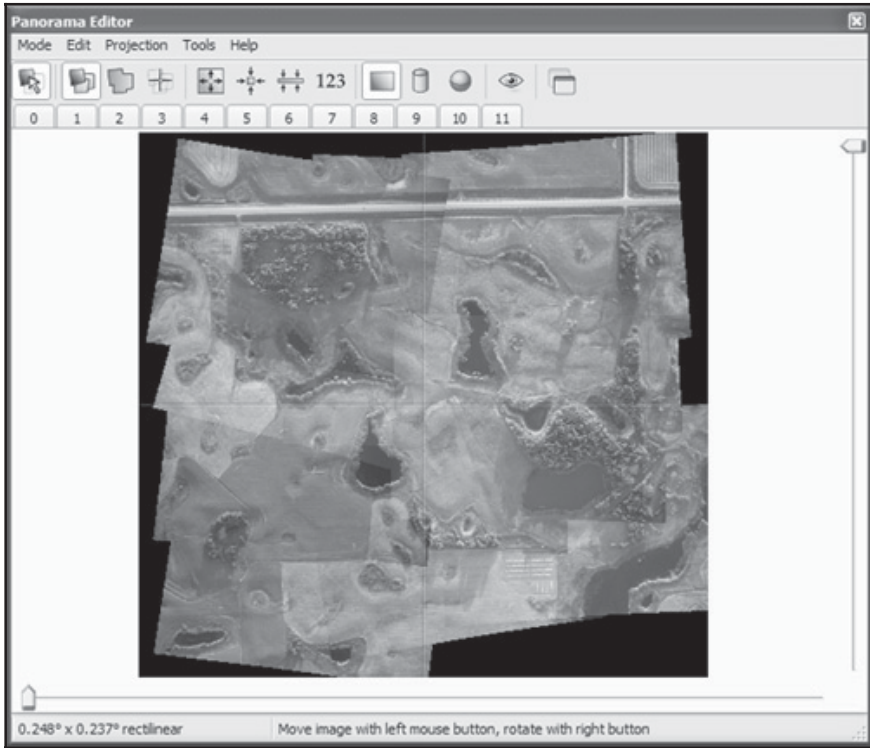 Panorama Editor
Mode Edit Projection Tools Help
123
0 1 2 3 4 5 6 7 8 9 10 11
0.248° x 0.237° rectilinear
Move image with left mouse button, rotate with right button